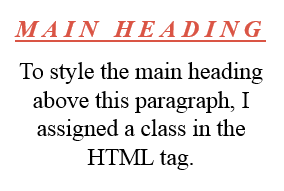 MAIN HEADING
To style the main heading
above this paragraph, I
assigned a class in the
HTML tag.